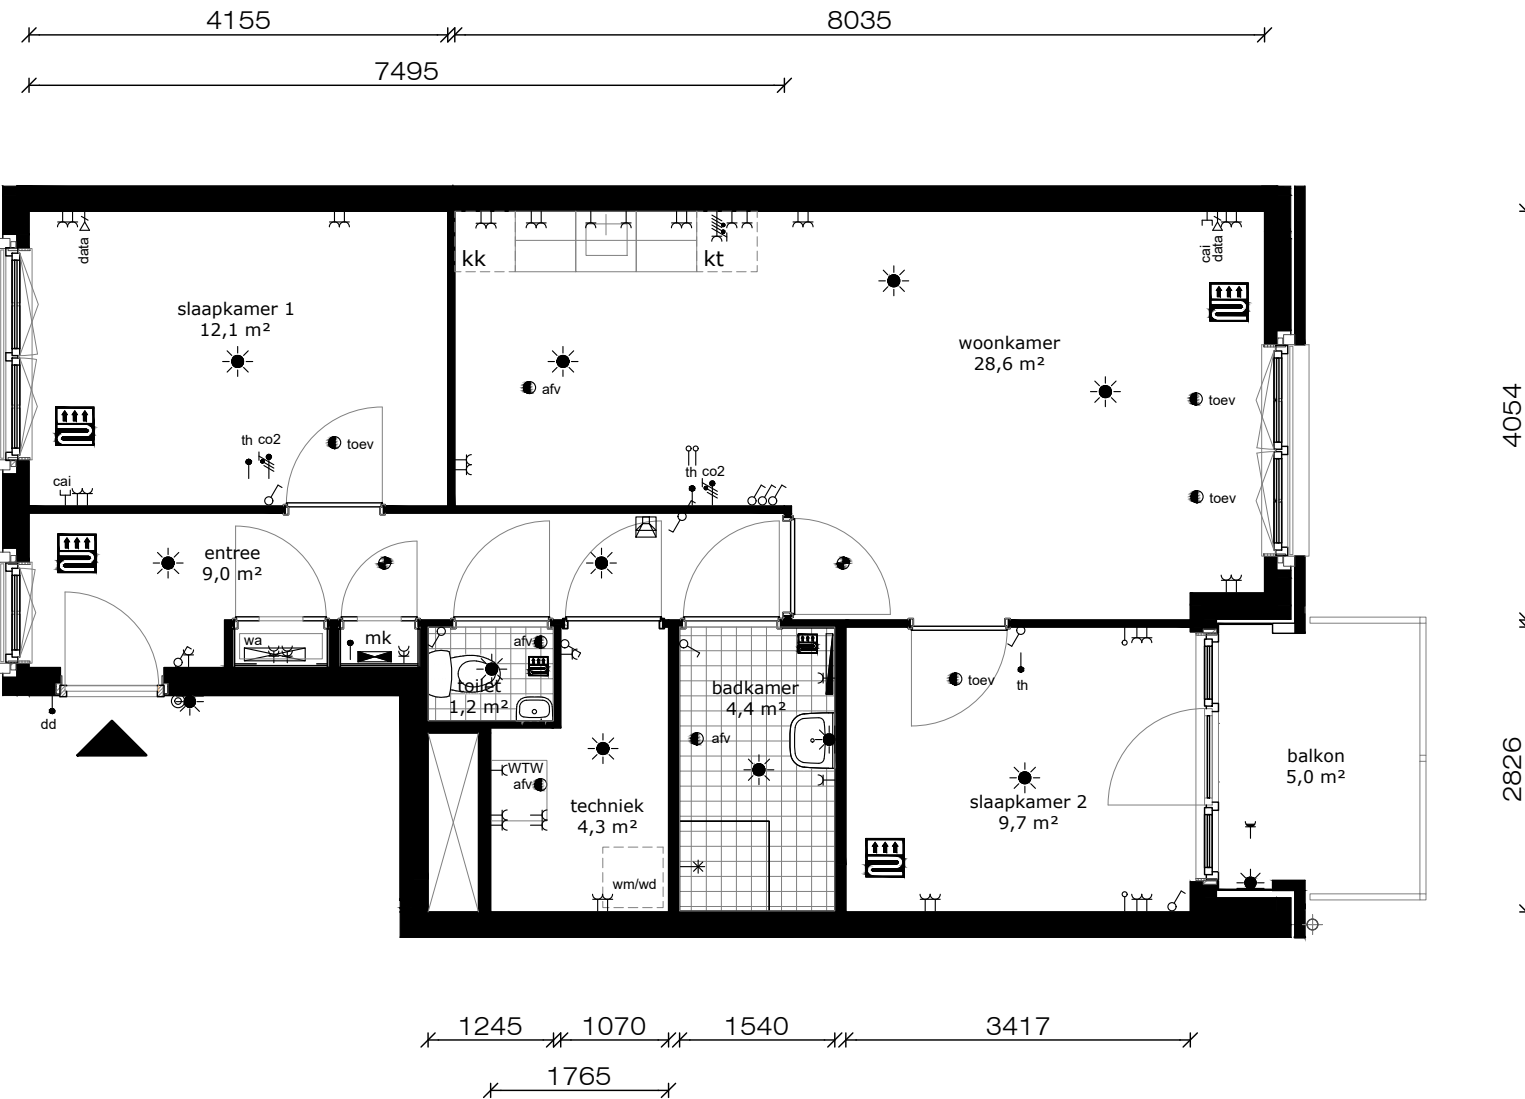 4155
8035
7495
data
cai
data
kk
kt
slaapkamer 1
12,1 m²
woonkamer
28,6 m²
afv
toev
4054
th co2
toev
th co2
cai
toev
entree
9,0 m²
wa
mk
afv
toilet
1,2 m²
badkamer
4,4 m²
toev
th
dd
afv
WTW
afv
techniek
4,3 m²
slaapkamer 2
9,7 m²
balkon
5,0 m²
2826
wm/wd
1245
1070
1540
3417
1765